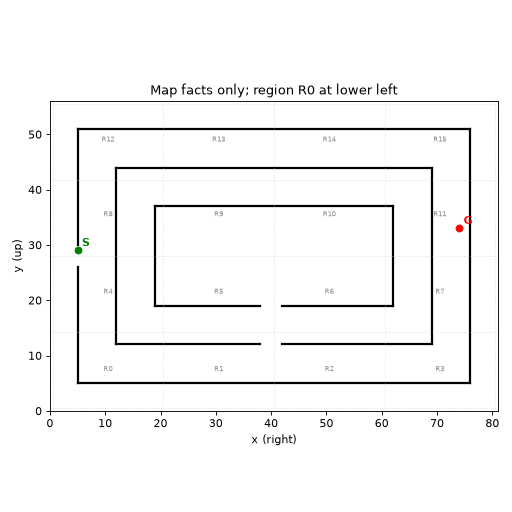 Map facts only; region R0 at lower left
R12 R13 R14 R15
R8 R9 R10 R11
G
S
R4 R5 R6 R7
R0 R1 R2 R3
50
40
30
20
10
0
0 10 20 30 40 50 60 70 80
x (right)
y (up)